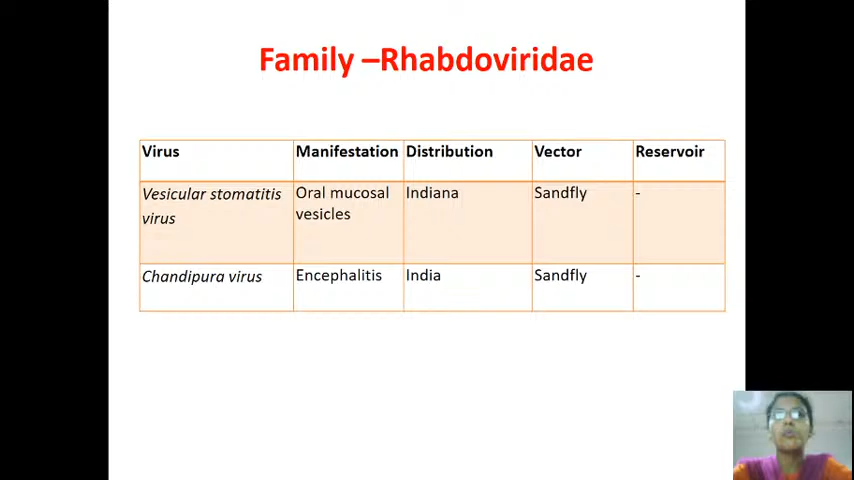 Family –Rhabdoviridae
Virus Manifestation Distribution Vector Reservoir
Vesicular stomatitis virus Oral mucosal vesicles Indiana Sandfly -
Chandipura virus Encephalitis India Sandfly -